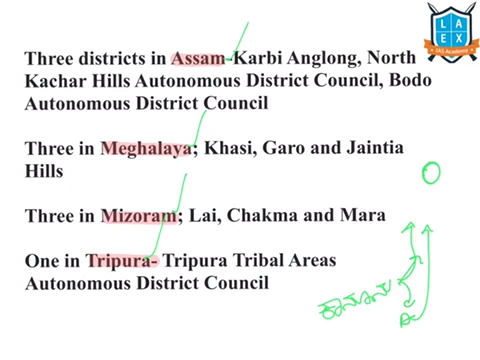 LA
EX
IAS Academy
Three districts in Assam-Karbi Anglong, North
Kachar Hills Autonomous District Council, Bodo
Autonomous District Council
Three in Meghalaya; Khasi, Garo and Jaintia
Hills
Three in Mizoram; Lai, Chakma and Mara
One in Tripura- Tripura Tribal Areas
Autonomous District Council